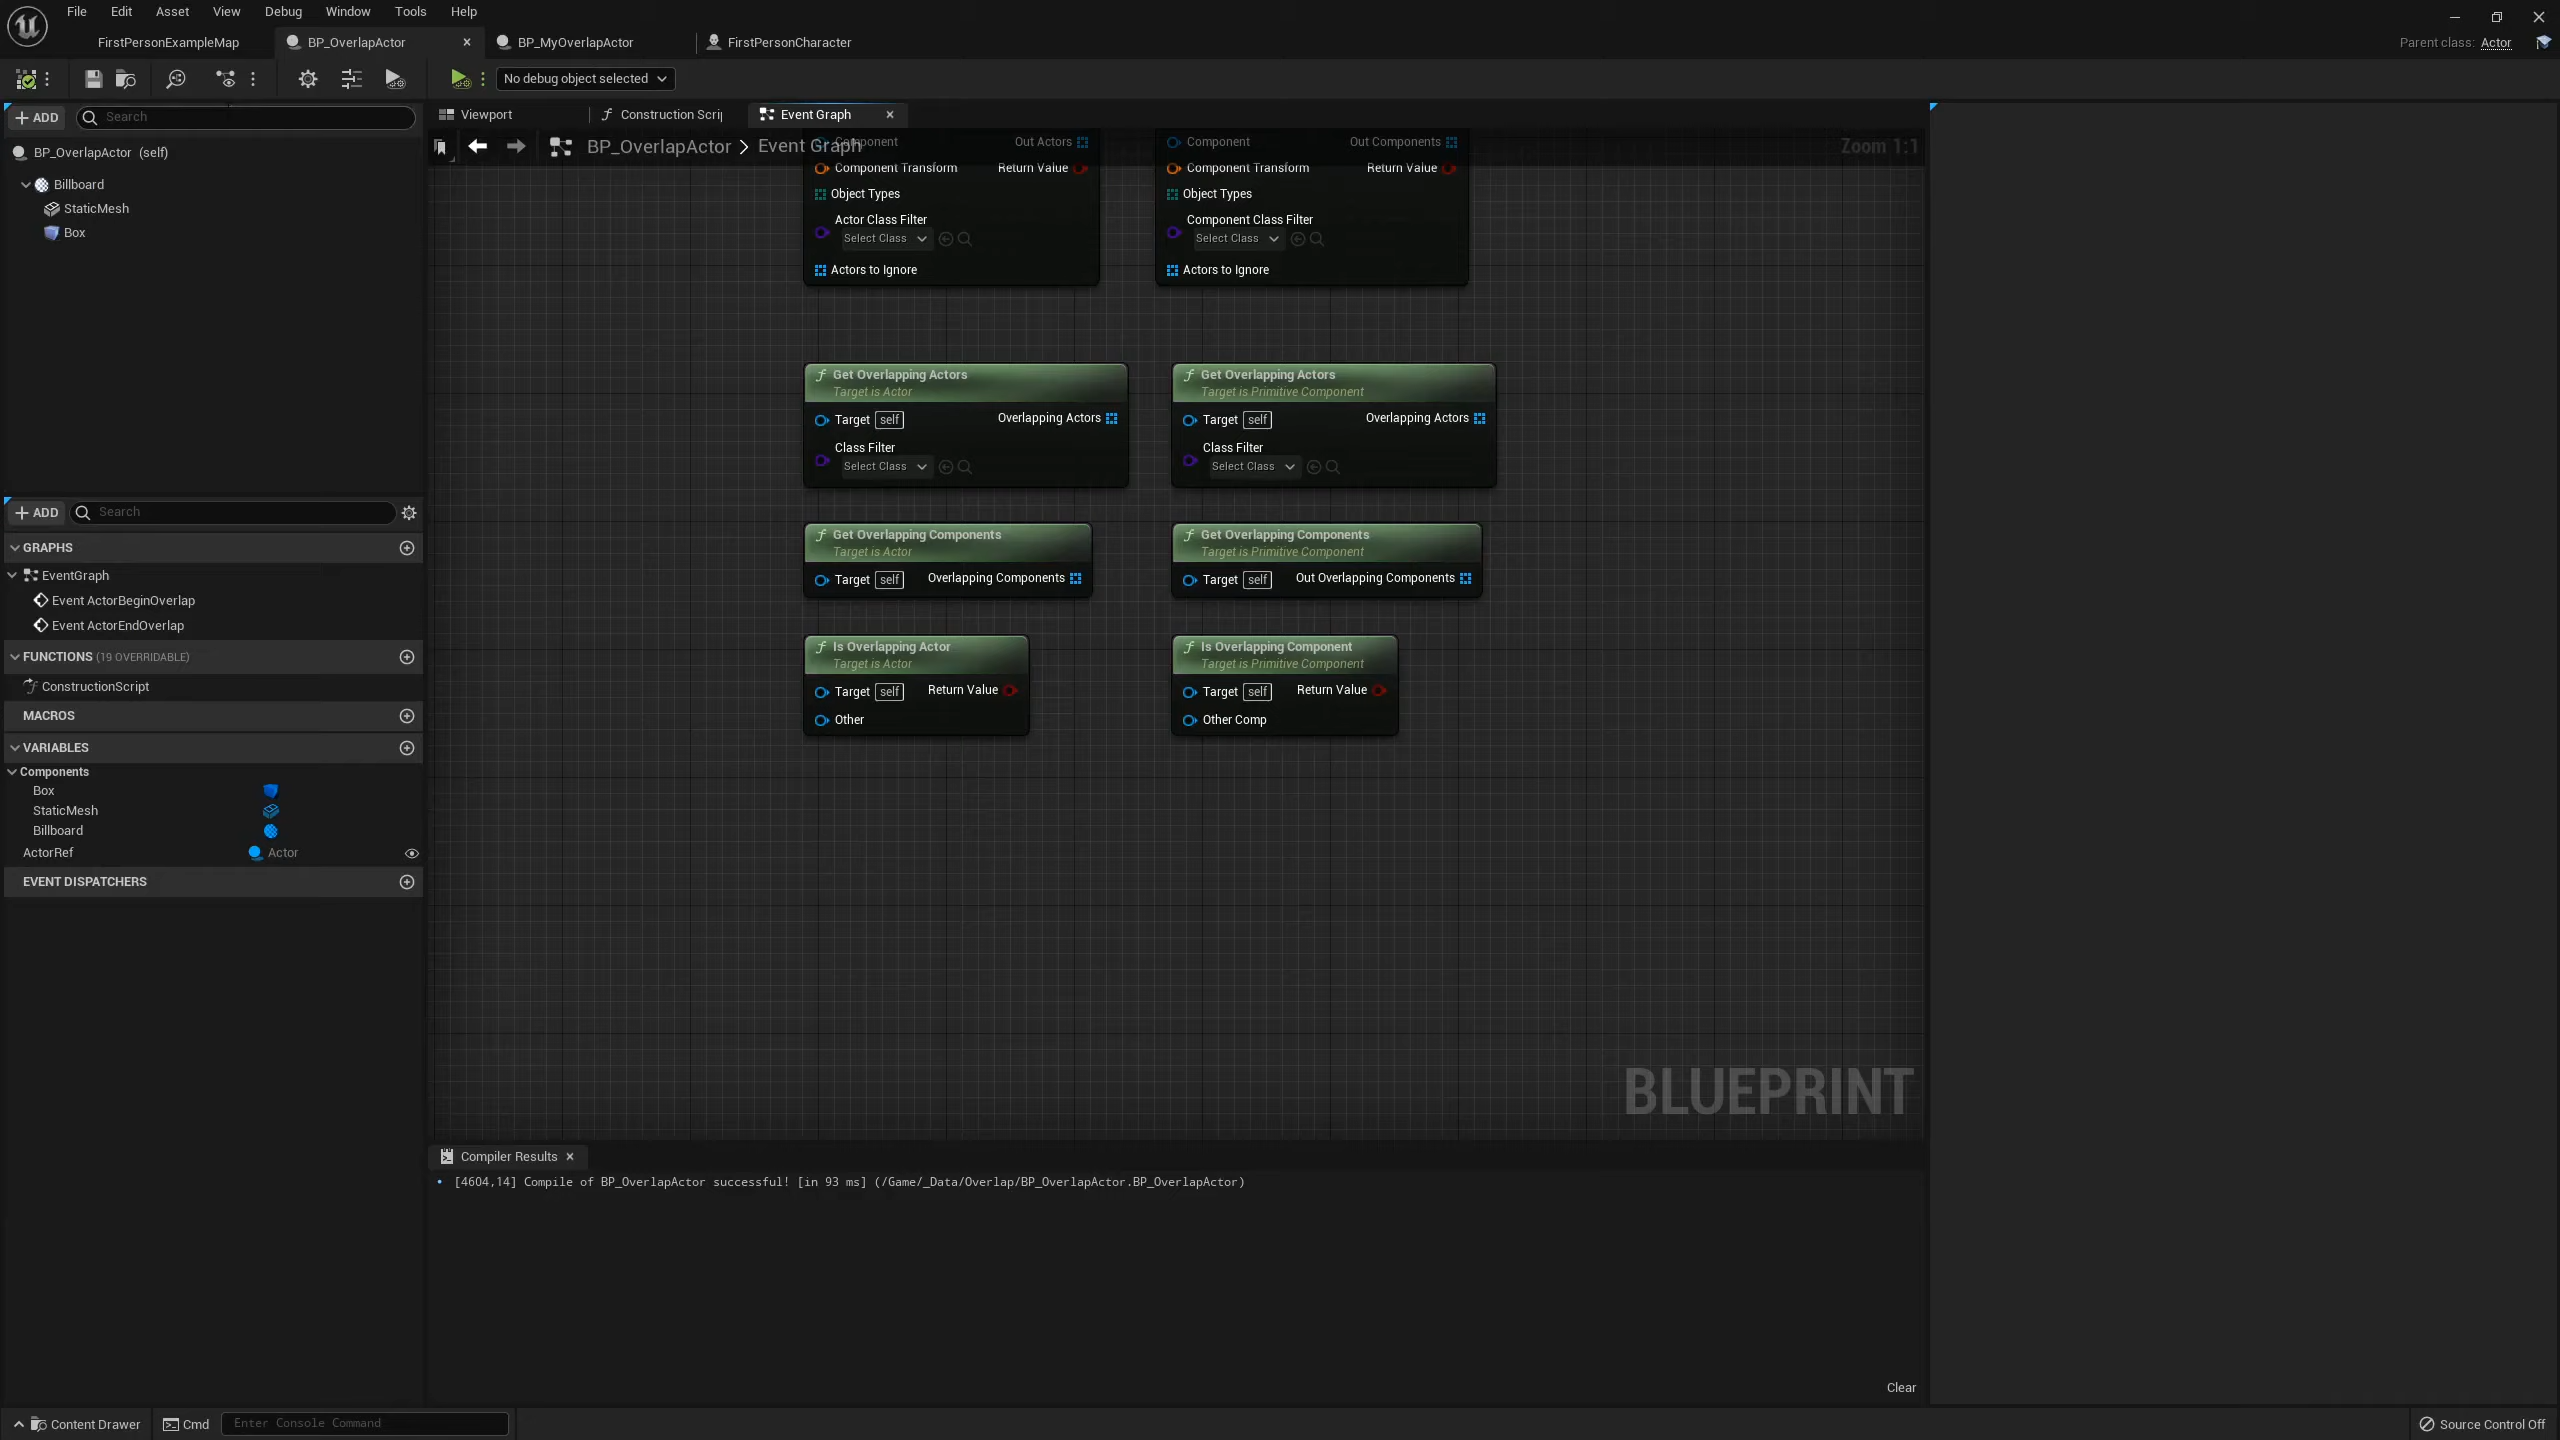 File Edit Asset View Debug Window Tools Help
FirstPersonExampleMap BP_OverlapActor BP_MyOverlapActor FirstPersonCharacter Parent class: Actor
No debug object selected
ADD Search
BP_OverlapActor (self)
Billboard
StaticMesh
Box
ADD Search
GRAPHS
EventGraph
Event ActorBeginOverlap
Event ActorEndOverlap
FUNCTIONS (19 OVERRIDABLE)
ConstructionScript
MACROS
VARIABLES
Components
Box
StaticMesh
Billboard
ActorRef Actor
EVENT DISPATCHERS
Viewport Construction Scrip Event Graph
BP_OverlapActor > Event Graph Zoom 1:1
Component Out Actors
Component Transform Return Value
Object Types
Actor Class Filter
Select Class
Actors to Ignore
Component Out Components
Component Transform Return Value
Object Types
Component Class Filter
Select Class
Actors to Ignore
Get Overlapping Actors
Target is Actor
Target self Overlapping Actors
Class Filter
Select Class
Get Overlapping Actors
Target is Primitive Component
Target self Overlapping Actors
Class Filter
Select Class
Get Overlapping Components
Target is Actor
Target self Overlapping Components
Get Overlapping Components
Target is Primitive Component
Target self Out Overlapping Components
Is Overlapping Actor
Target is Actor
Target self Return Value
Other
Is Overlapping Component
Target is Primitive Component
Target self Return Value
Other Comp
BLUEPRINT
Compiler Results
[4604,14] Compile of BP_OverlapActor successful! [in 93 ms] (/Game/_Data/Overlap/BP_OverlapActor.BP_OverlapActor)
Clear
Content Drawer Cmd Enter Console Command Source Control Off